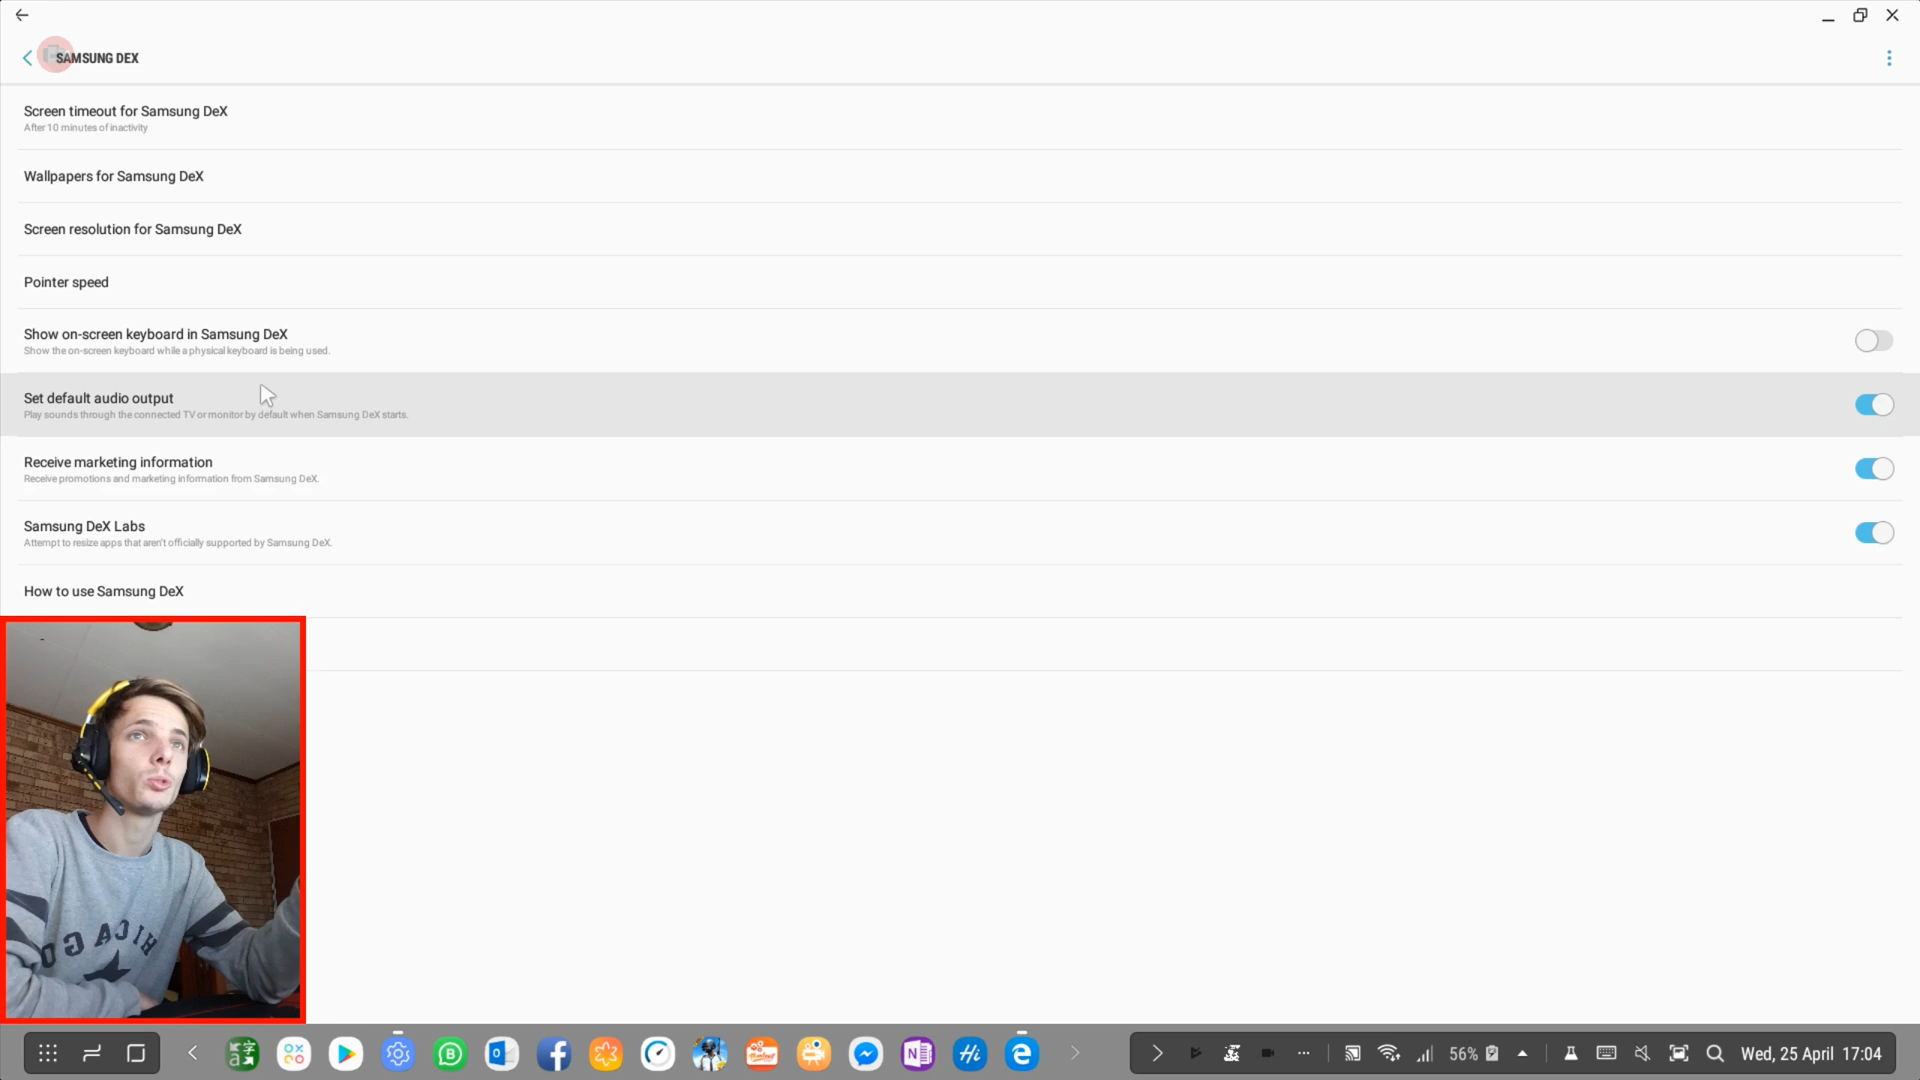 SAMSUNG DEX
Screen timeout for Samsung DeX
After 10 minutes of inactivity
Wallpapers for Samsung DeX
Screen resolution for Samsung DeX
Pointer speed
Show on-screen keyboard in Samsung DeX
Show the on-screen keyboard while a physical keyboard is being used.
Set default audio output
Play sounds through the connected TV or monitor by default when Samsung DeX starts.
Receive marketing information
Receive promotions and marketing information from Samsung DeX.
Samsung DeX Labs
Attempt to resize apps that aren't officially supported by Samsung DeX.
How to use Samsung DeX
CHICAGO
56%
Wed, 25 April 17:04